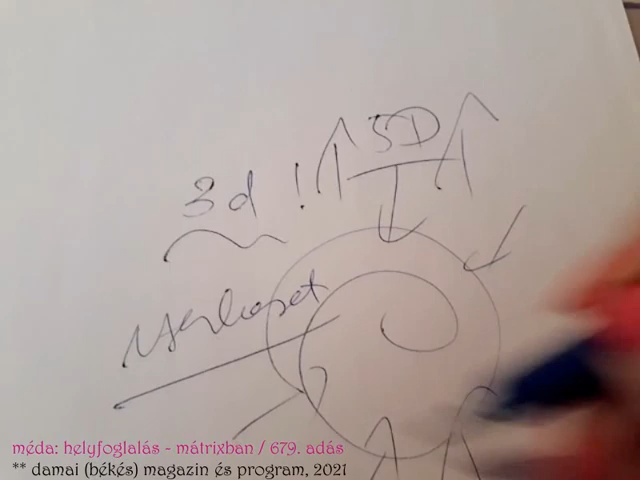 5D
3d !
méda: helyfoglalás - mátrixban / 679. adás
** damai (békés) magazin és program, 2021